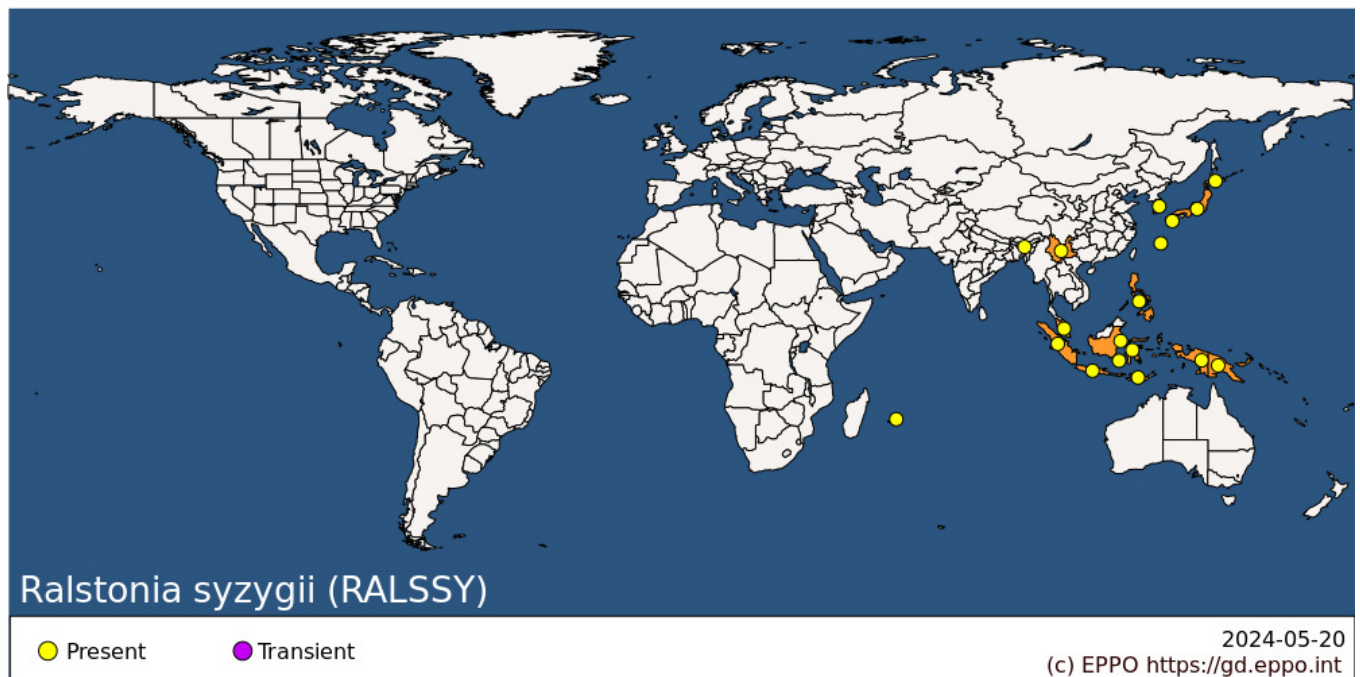 Ralstonia syzygii (RALSSY)
Present
Transient
2024-05-20
(c) EPPO https://gd.eppo.int